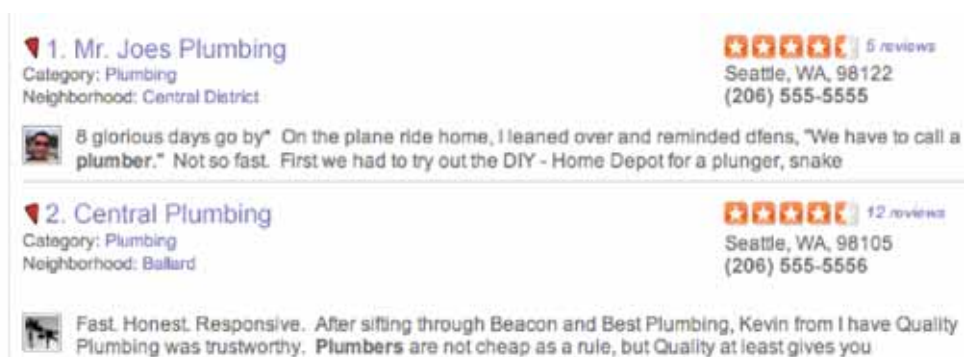 1. Mr. Joes Plumbing
5 reviews
Category: Plumbing
Seattle, WA, 98122
Neighborhood: Central District
(206) 555-5555
8 glorious days go by* On the plane ride home, I leaned over and reminded dfens, "We have to call a
plumber." Not so fast. First we had to try out the DIY - Home Depot for a plunger, snake
2. Central Plumbing
12 reviews
Category: Plumbing
Seattle, WA, 98105
Neighborhood: Ballard
(206) 555-5556
Fast. Honest. Responsive. After sifting through Beacon and Best Plumbing, Kevin from I have Quality
Plumbing was trustworthy. Plumbers are not cheap as a rule, but Quality at least gives you